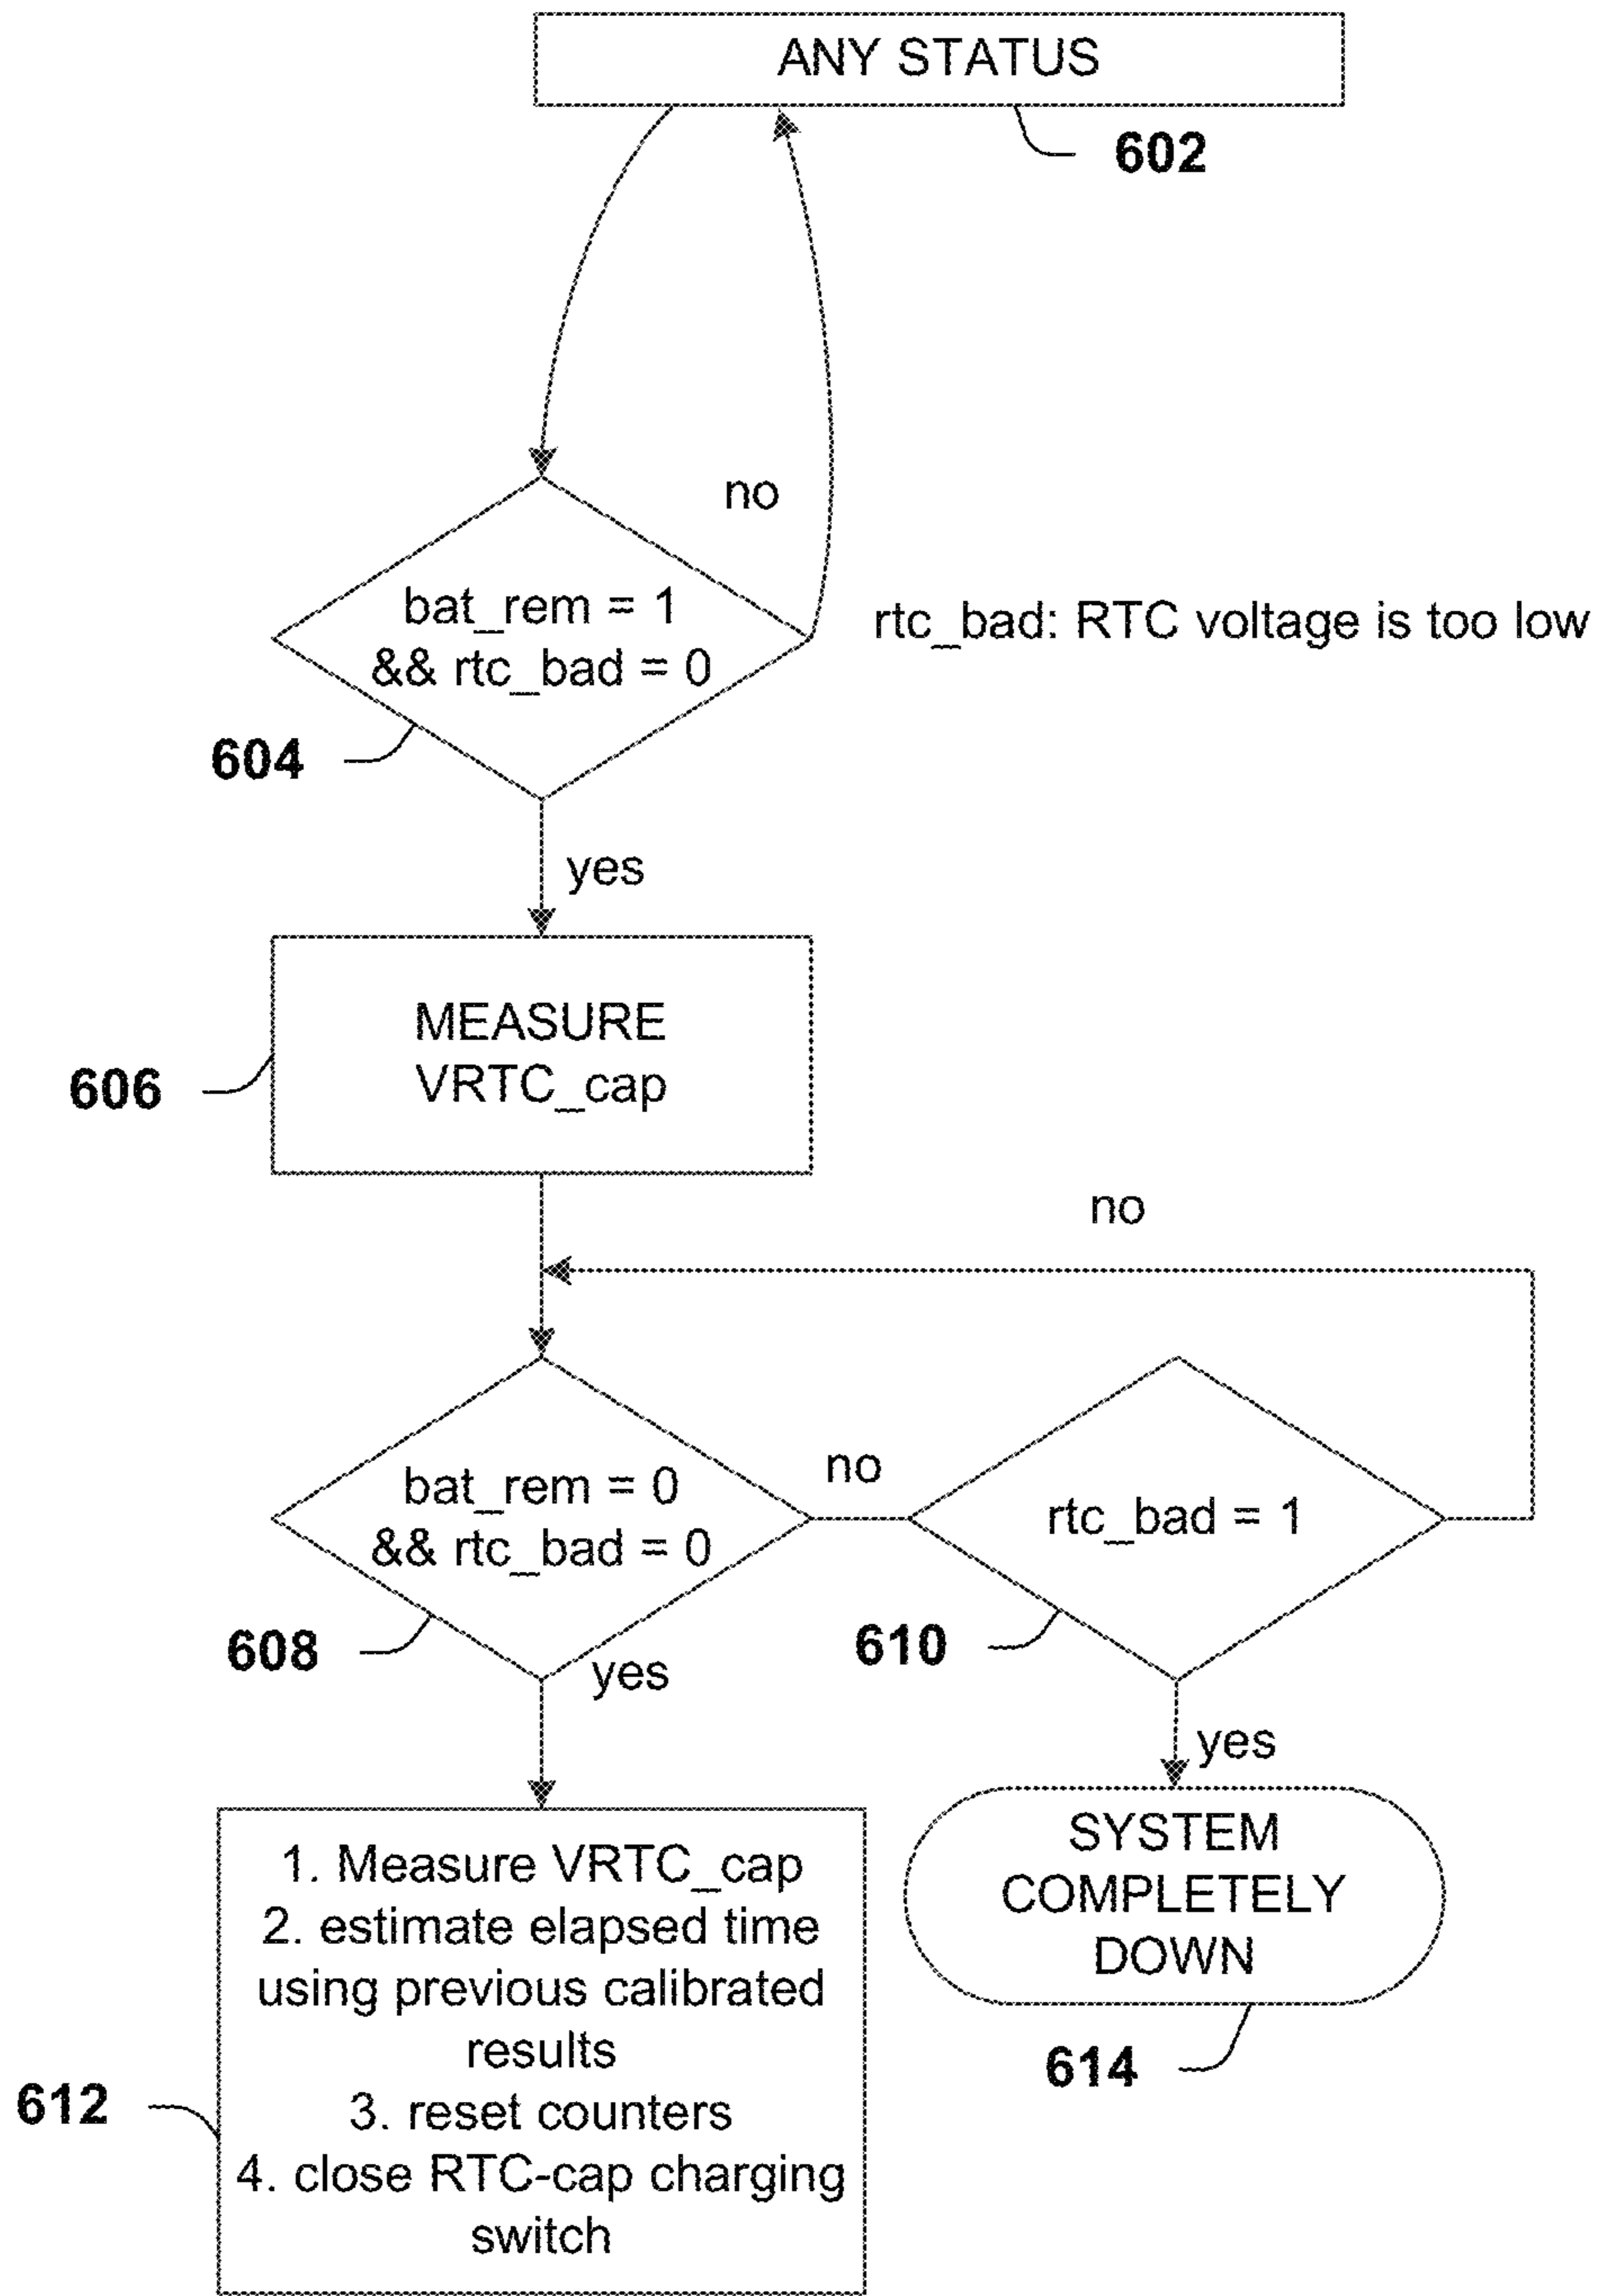 ANY STATUS
602
no
bat_rem = 1
&& rtc_bad = 0
rtc_bad: RTC voltage is too low
604
yes
MEASURE
VRTC_cap
606
no
bat_rem = 0
&& rtc_bad = 0
no
rtc_bad = 1
608
yes
610
yes
1. Measure VRTC_cap
2. estimate elapsed time
using previous calibrated
results
3. reset counters
4. close RTC-cap charging
switch
612
SYSTEM
COMPLETELY
DOWN
614